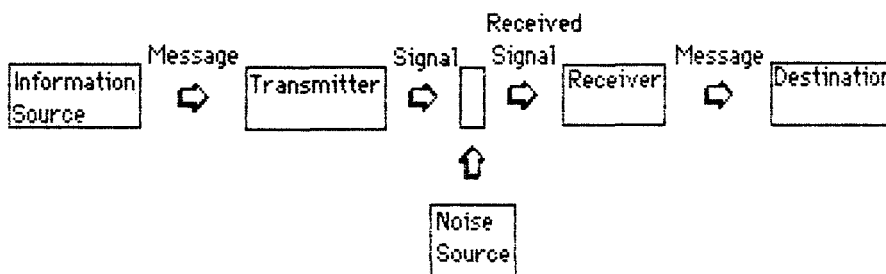 Received
Message
Signal
Signal
Message
Information
Source
Transmitter
Receiver
Destination
Noise
Source